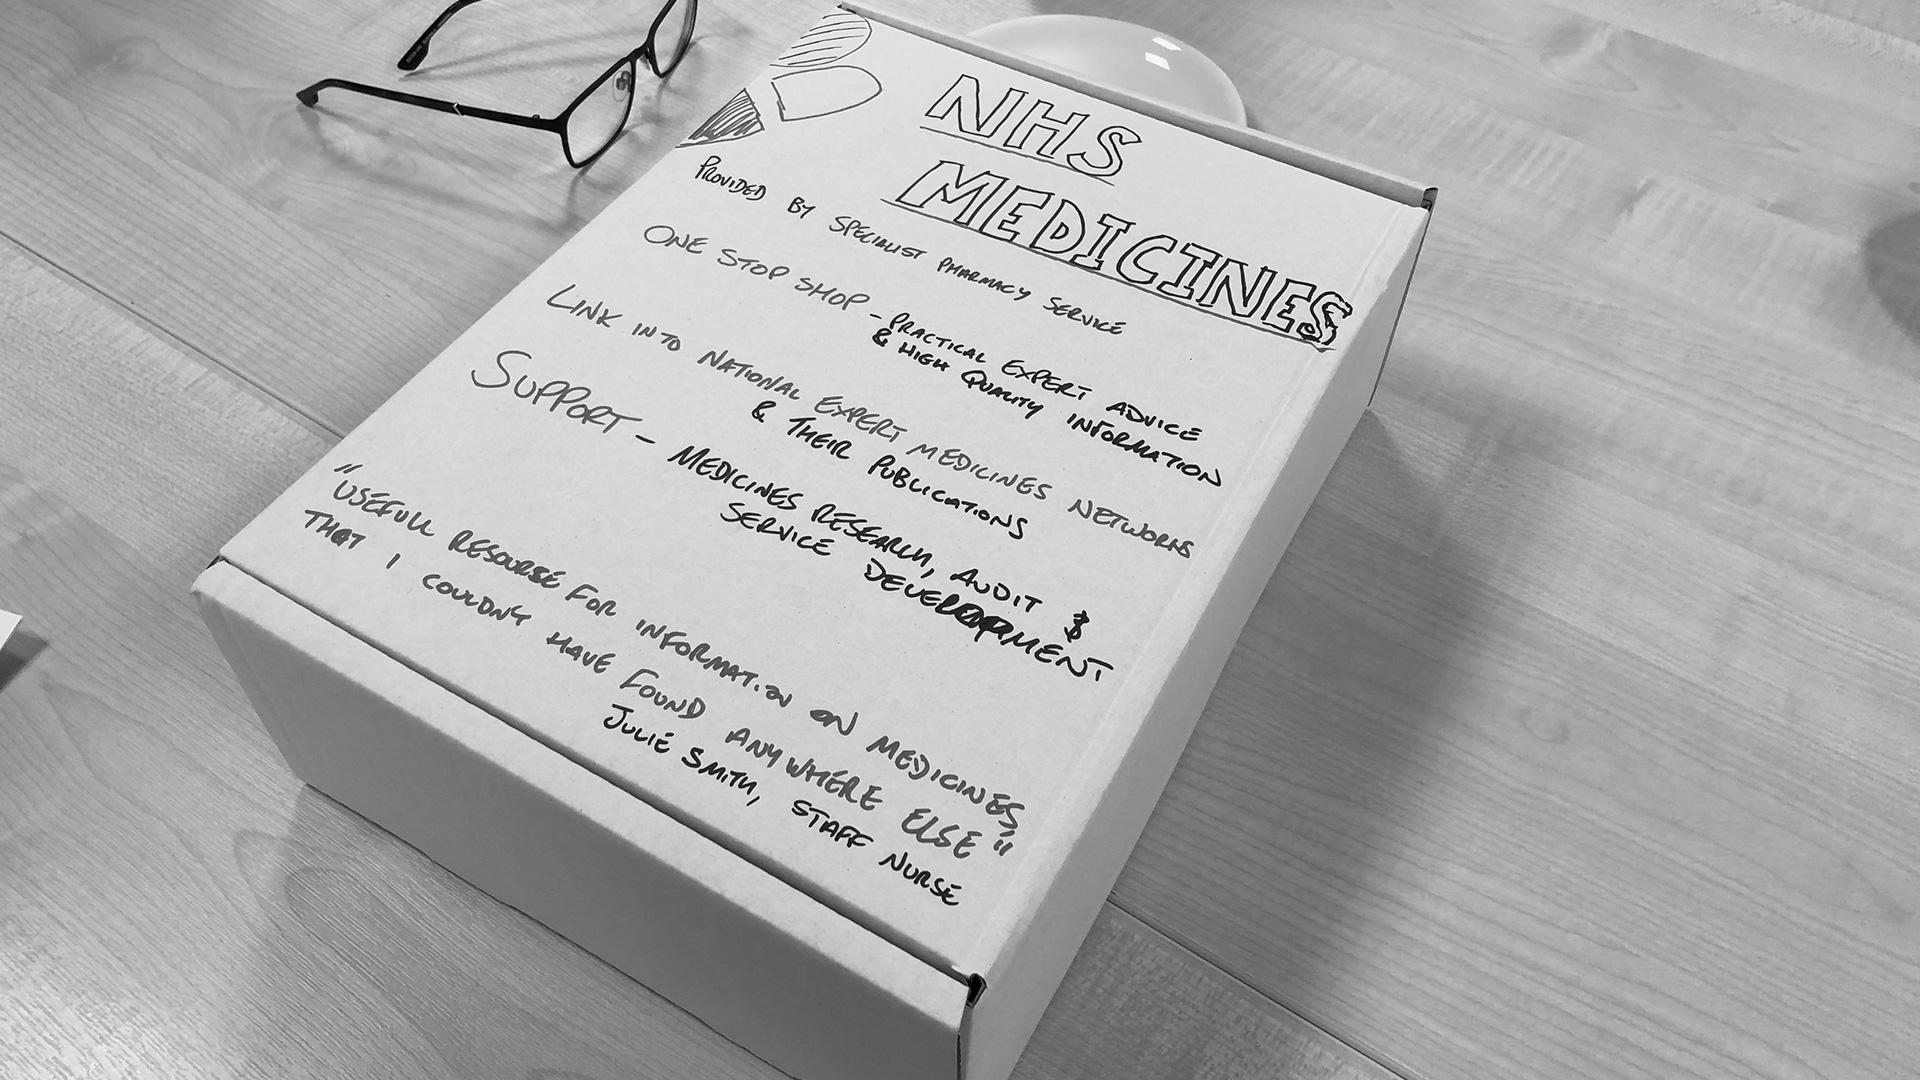 NHS
MEDICINES
PROVIDED BY SPECIALIST PHARMACY SERVICE
ONE STOP SHOP - PRACTICAL EXPERT ADVICE
& HIGH QUALITY INFORMATION
LINK INTO NATIONAL EXPERT MEDICINES NETWORKS
& THEIR PUBLICATIONS
SUPPORT - MEDICINES RESEARCH, AUDIT &
SERVICE DEVELOPMENT
"USEFULL RESOURSE FOR INFORMATION ON MEDICINES,
THAT I COULDNT HAVE FOUND ANYWHERE ELSE"
JULIE SMITH, STAFF NURSE